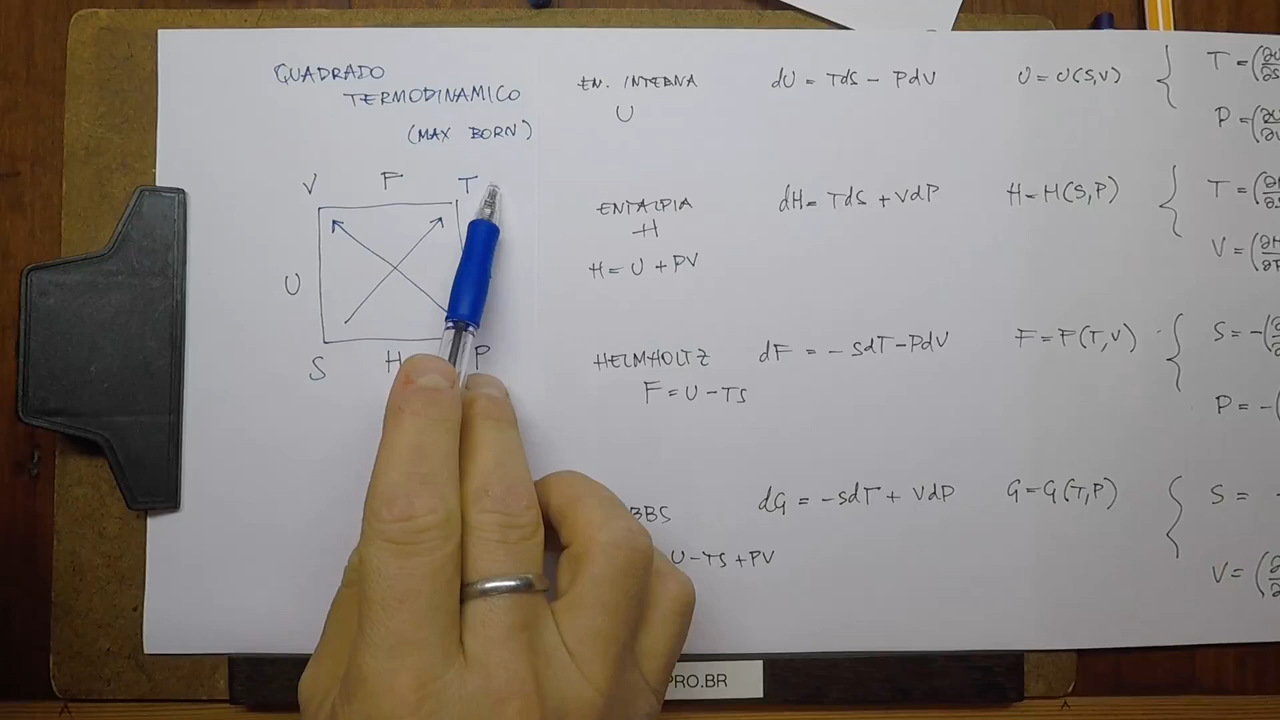 QUADRADO
TERMODINAMICO
(MAX BORN)
V F T
U
S H P
EN. INTERNA
U
dU = TdS - PdV
U = U(S,V)
T = (∂U
∂S
P = (∂U
∂V
ENTALPIA
H
H = U + PV
dH = TdS + VdP
H = H(S,P)
T = (∂H
∂S
V = (∂H
∂P
HELMHOLTZ
F = U - TS
dF = - SdT - PdV
F = F(T,V)
S = - (
P = - (
BBS
U - TS + PV
dG = -SdT + VdP
G = G(T,P)
S = -
V = (∂
∂
PRO.BR